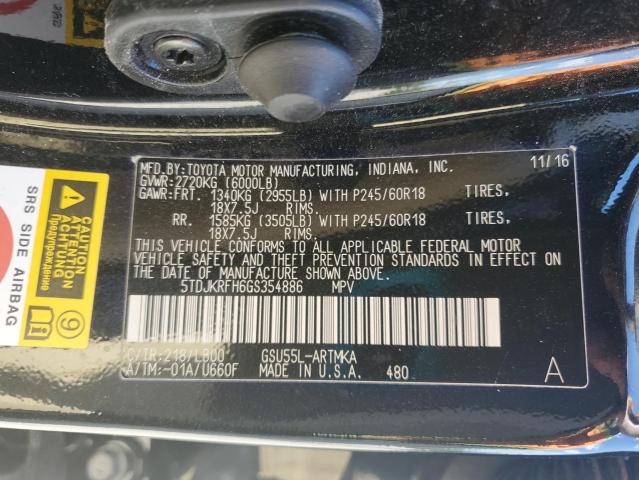 MFD.BY:TOYOTA MOTOR MANUFACTURING, INDIANA, INC. 11/16
GVWR:2720KG (6000LB)
GAWR:FRT. 1340KG (2955LB) WITH P245/60R18 TIRES,
18X7.5J RIMS.
RR. 1585KG (3505LB) WITH P245/60R18 TIRES,
18X7.5J RIMS.
THIS VEHICLE CONFORMS TO ALL APPLICABLE FEDERAL MOTOR
VEHICLE SAFETY AND THEFT PREVENTION STANDARDS IN EFFECT
ON THE DATE OF MANUFACTURE SHOWN ABOVE.
5TDJKRFH6GS354886 MPV
C/TR:218/LB00 GSU55L-ARTMKA
A/TM:-01A/U660F MADE IN U.S.A. 480 A
SRS SIDE AIRBAG
CAUTION
ATTENTION
ACHTUNG
Предупреждение
9